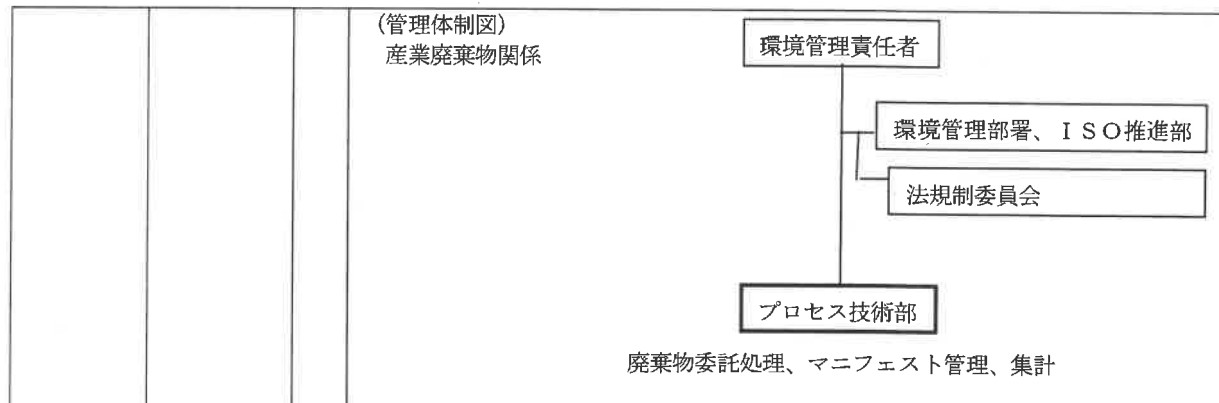 (管理体制図)
産業廃棄物関係
環境管理責任者
環境管理部署、ＩＳＯ推進部
法規制委員会
プロセス技術部
廃棄物委託処理、マニフェスト管理、集計